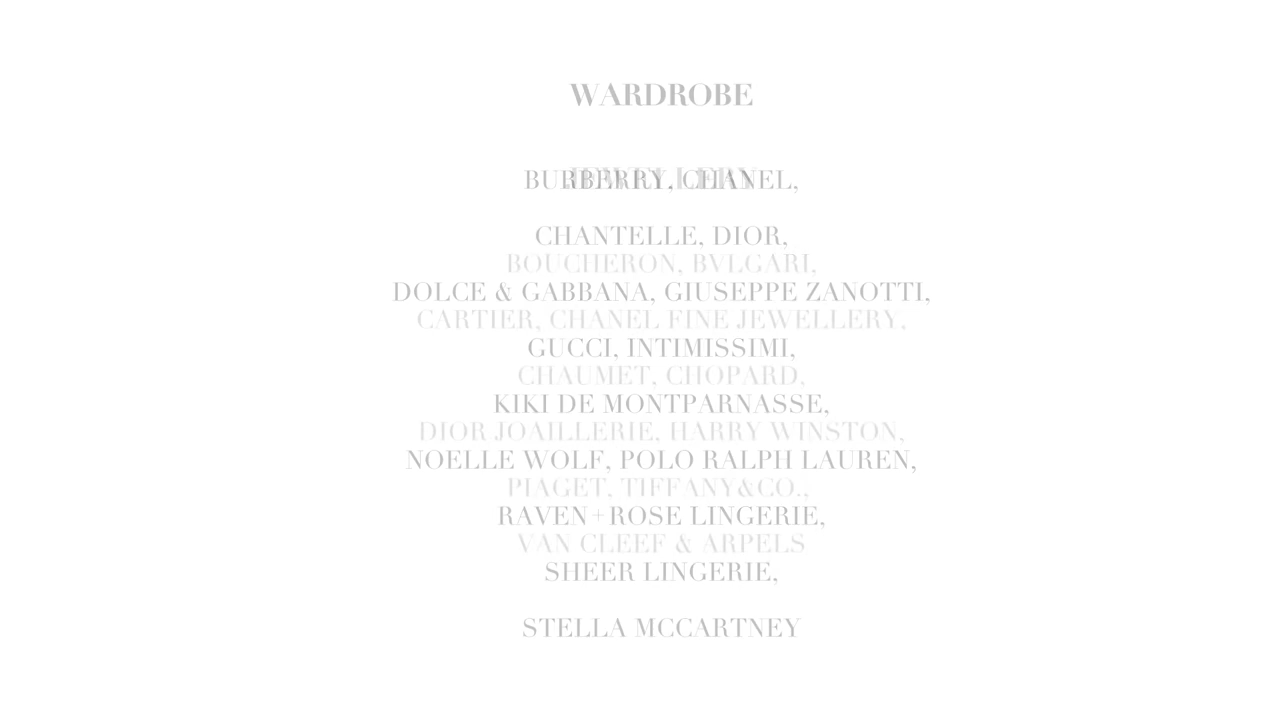 WARDROBE
JEWELLERY
BURBERRY, CHANEL,
CHANTELLE, DIOR,
BOUCHERON, BVLGARI,
DOLCE & GABBANA, GIUSEPPE ZANOTTI,
CARTIER, CHANEL FINE JEWELLERY,
GUCCI, INTIMISSIMI,
CHAUMET, CHOPARD,
KIKI DE MONTPARNASSE,
DIOR JOAILLERIE, HARRY WINSTON,
NOELLE WOLF, POLO RALPH LAUREN,
PIAGET, TIFFANY&CO.,
RAVEN+ROSE LINGERIE,
VAN CLEEF & ARPELS
SHEER LINGERIE,
STELLA MCCARTNEY